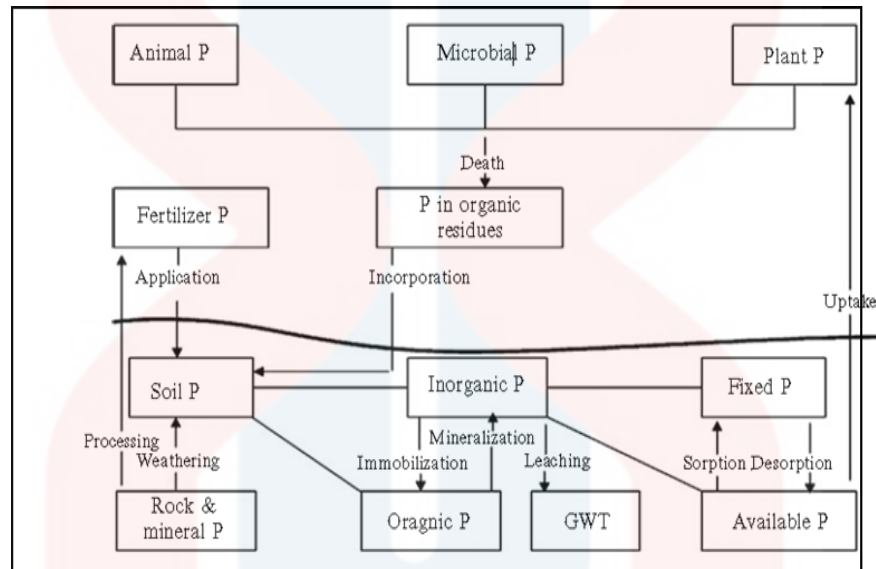 Animal P
Microbial P
Plant P
Death
Fertilizer P
P in organic
residues
Application
Incorporation
Uptake
Soil P
Inorganic P
Fixed P
Processing
Weathering
Mineralization
Immobilization
Leaching
Sorption
Desorption
Rock &
mineral P
Oragnic P
GWT
Available P